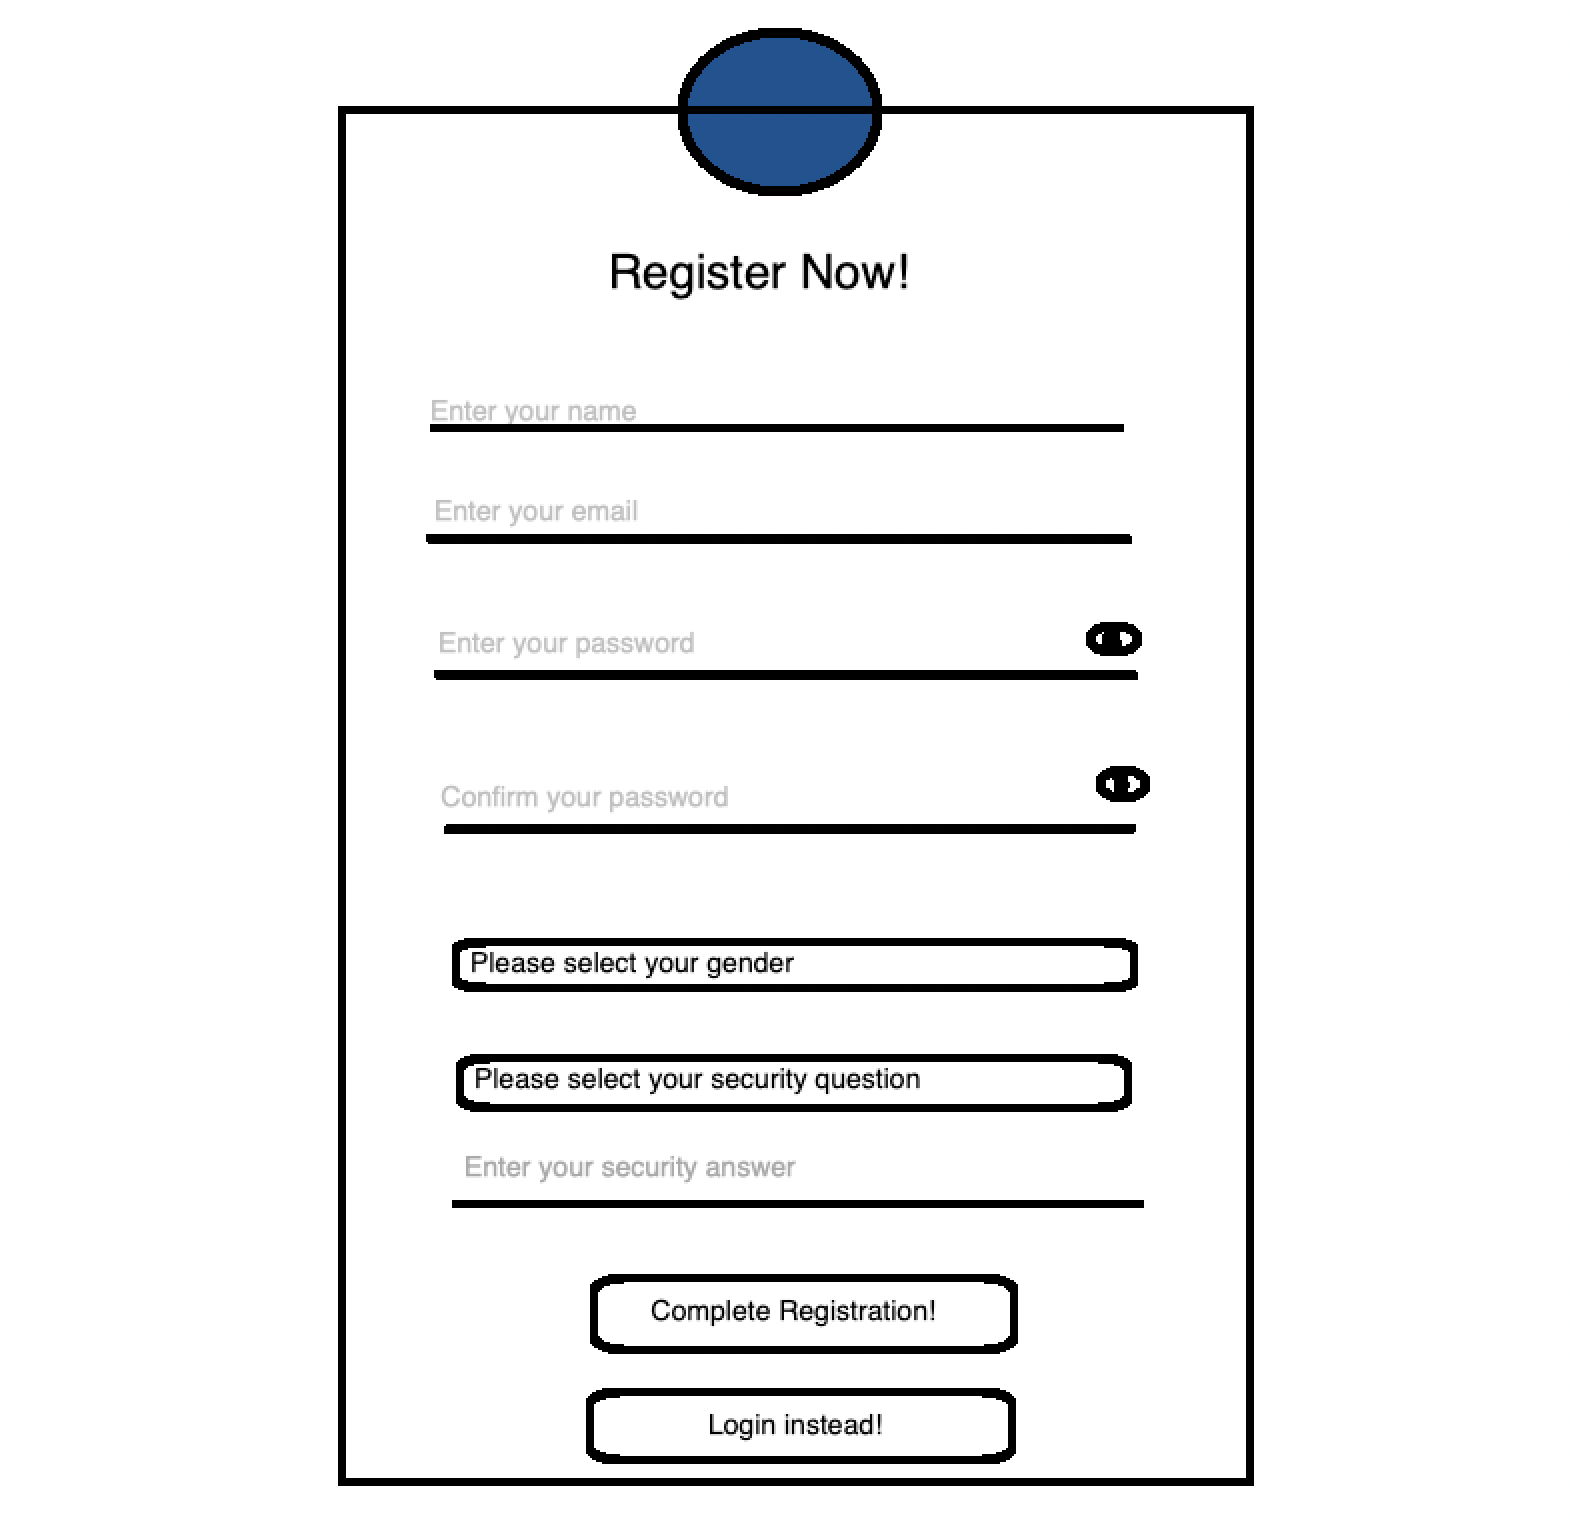 Register Now!
Enter your name
Enter your email
Enter your password
Confirm your password
Please select your gender
Please select your security question
Enter your security answer
Complete Registration!
Login instead!